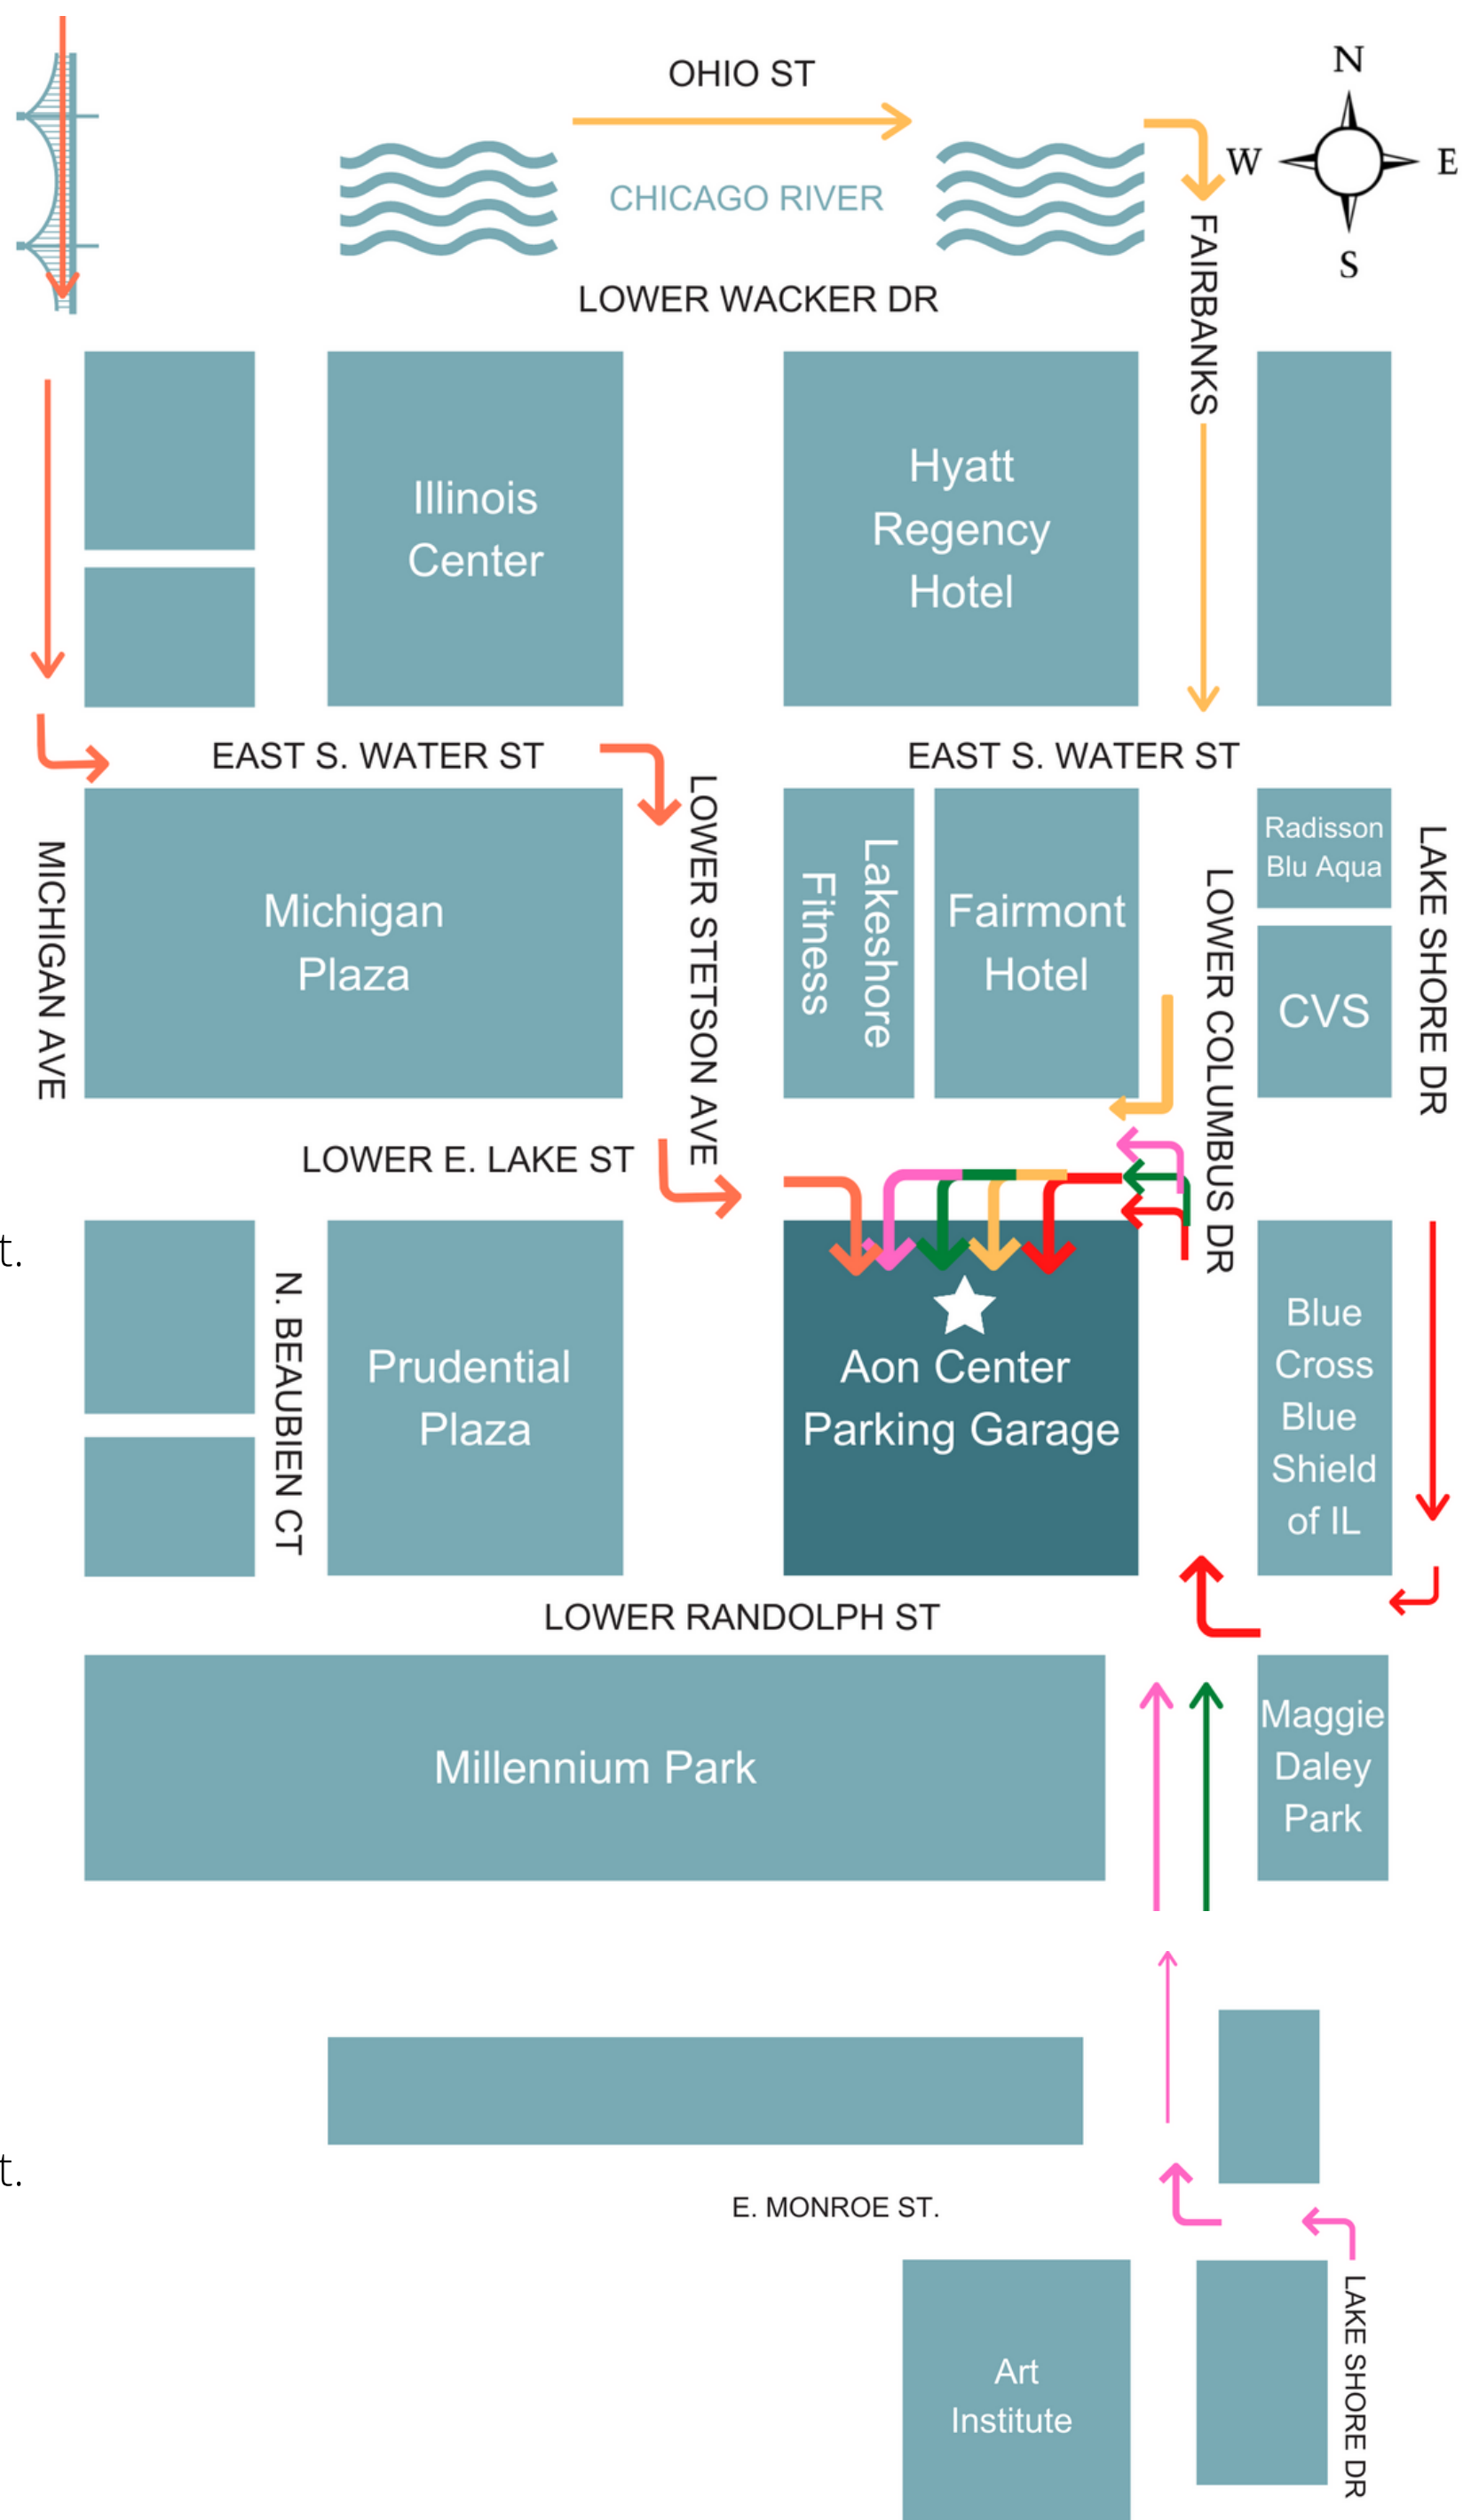 OHIO ST
N
W
E
S
CHICAGO RIVER
FAIRBANKS
LOWER WACKER DR
Illinois
Center
Hyatt
Regency
Hotel
EAST S. WATER ST
EAST S. WATER ST
MICHIGAN AVE
Michigan
Plaza
LOWER STETSON AVE
Lakeshore
Fitness
Fairmont
Hotel
LOWER COLUMBUS DR
Radisson
Blu Aqua
CVS
LAKE SHORE DR
LOWER E. LAKE ST
t.
N. BEAUBIEN CT
Prudential
Plaza
Aon Center
Parking Garage
Blue
Cross
Blue
Shield
of IL
LOWER RANDOLPH ST
Millennium Park
Maggie
Daley
Park
t.
E. MONROE ST.
Art
Institute
LAKE SHORE DR